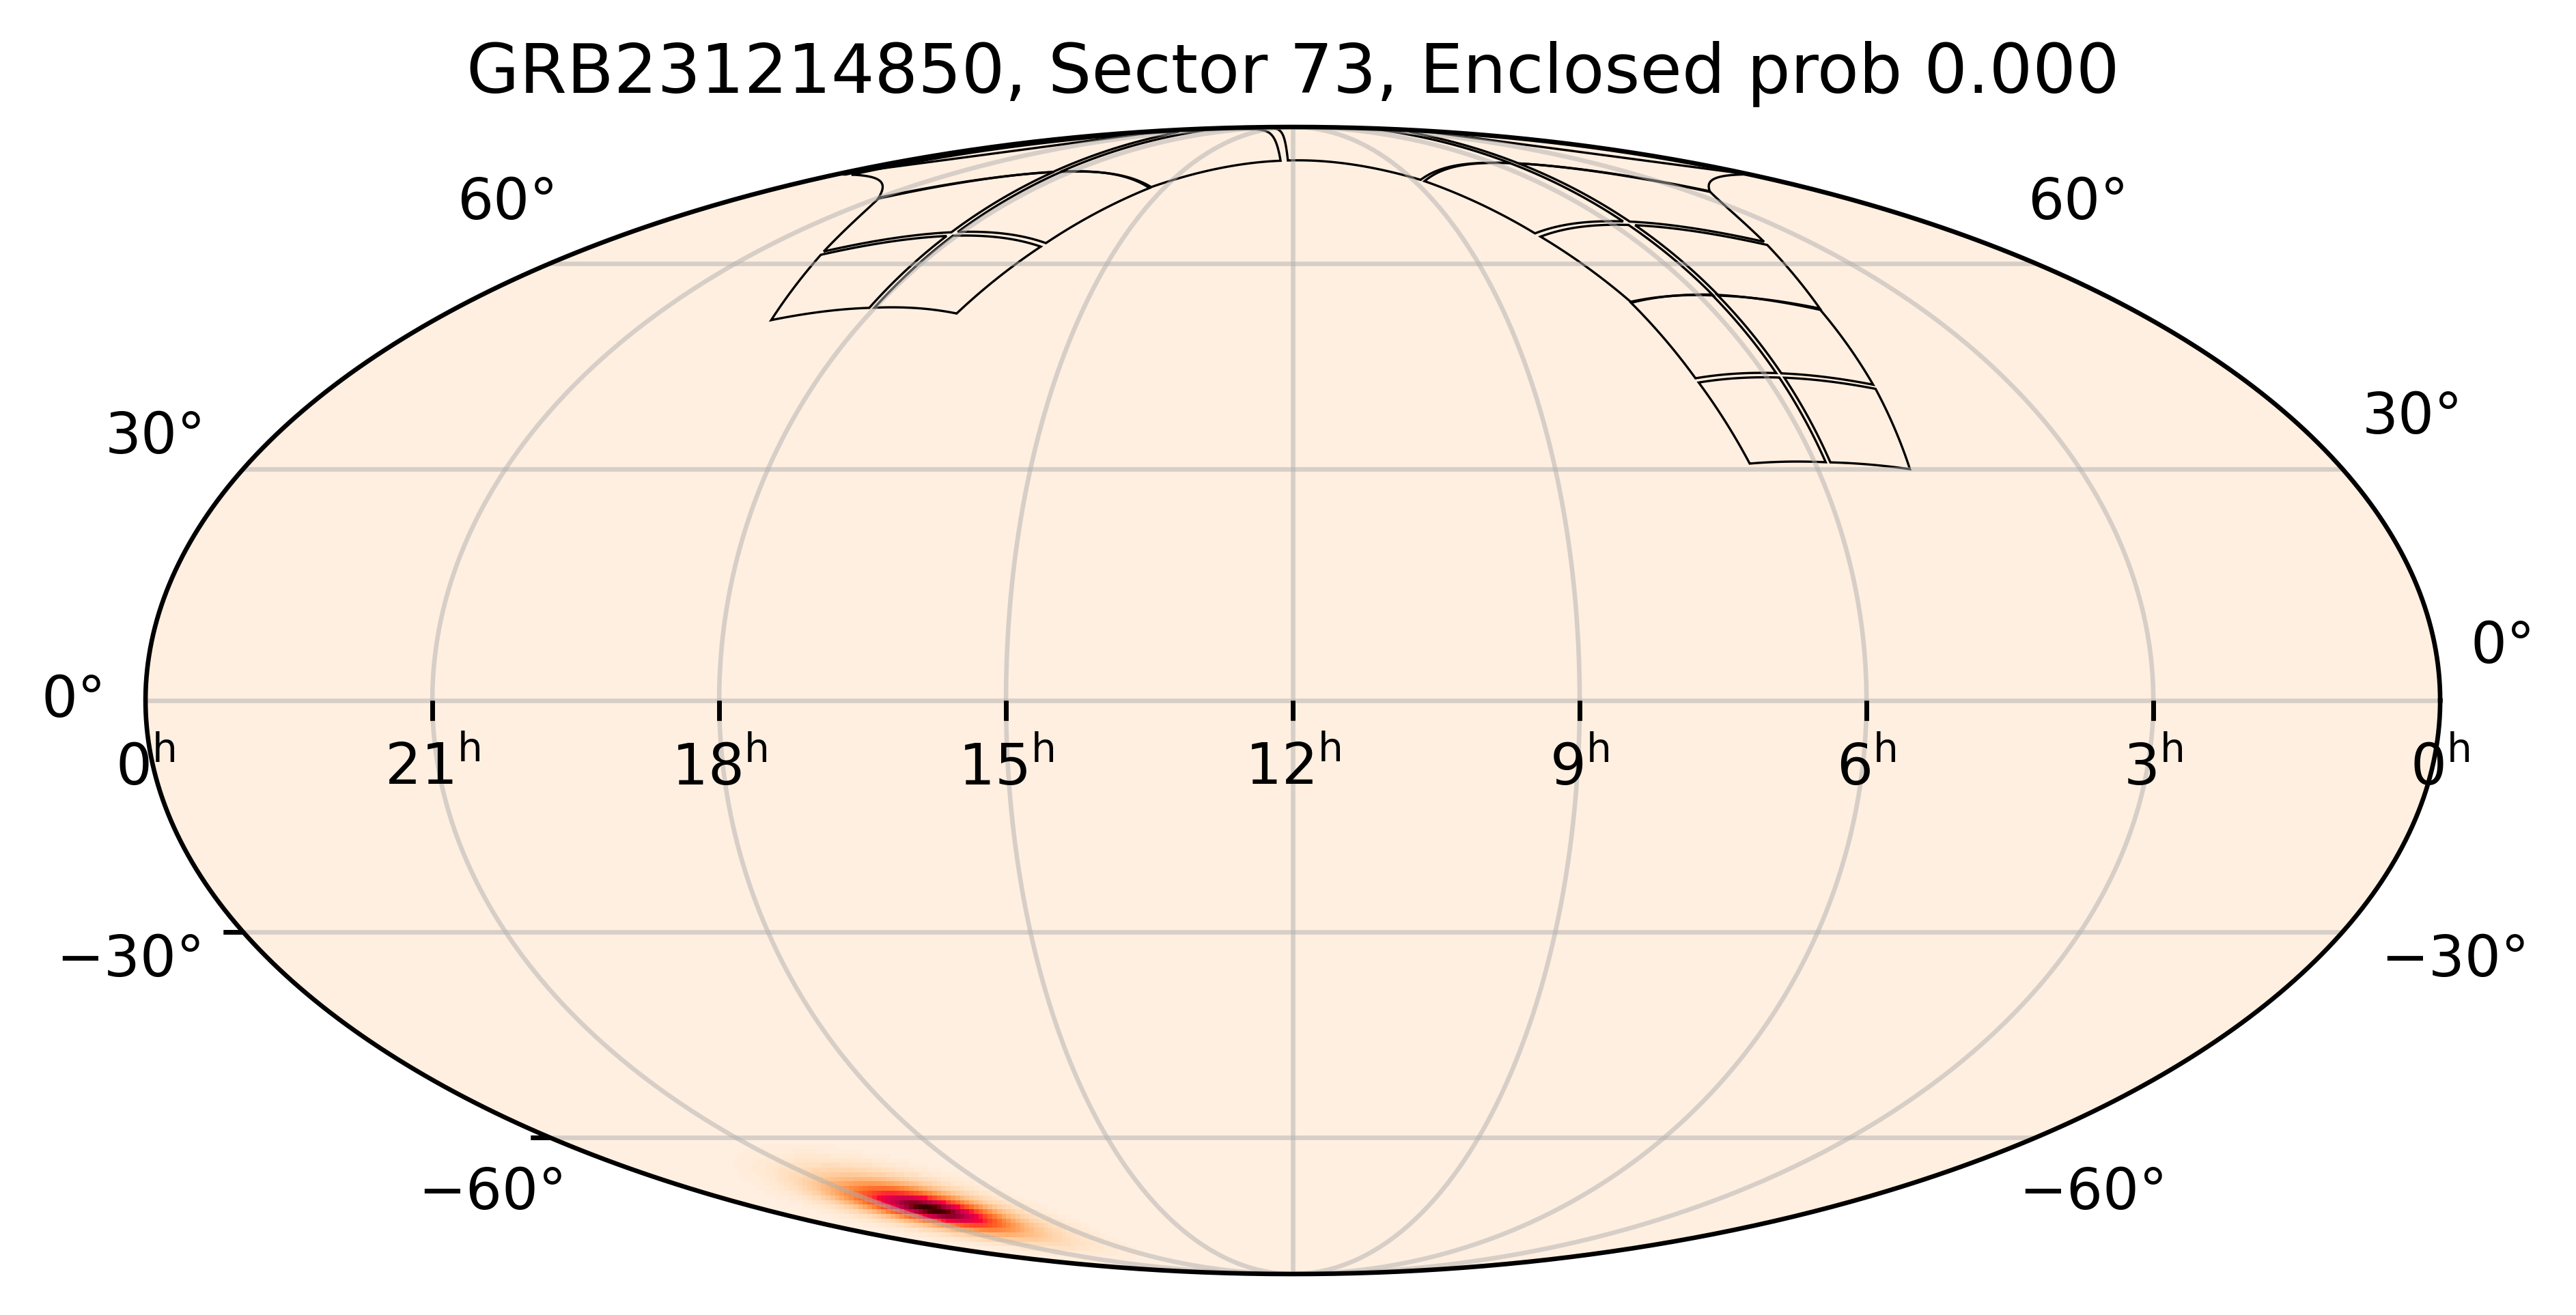 GRB231214850, Sector 73, Enclosed prob 0.000
60° 60°
30° 30°
0° 0°
0h 21h 18h 15h 12h 9h 6h 3h 0h
−30° −30°
−60° −60°